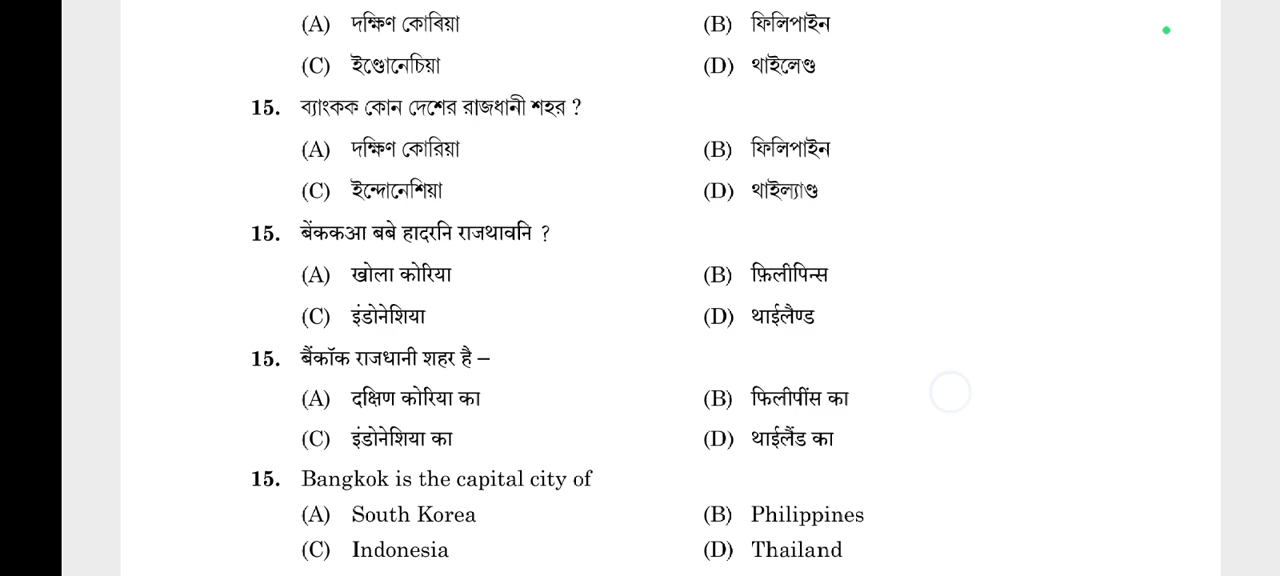 (A) দক্ষিণ কোৰিয়া (B) ফিলিপাইন
(C) ইণ্ডোনেচিয়া (D) থাইলেণ্ড
15. ব্যাংকক কোন দেশের রাজধানী শহর ?
(A) দক্ষিণ কোরিয়া (B) ফিলিপাইন
(C) ইন্দোনেশিয়া (D) থাইল্যাণ্ড
15. बेंककआ बबे हादरनि राजथावनि ?
(A) खोला कोरिया (B) फ़िलीपिन्स
(C) इंडोनेशिया (D) थाईलैण्ड
15. बैंकॉक राजधानी शहर है –
(A) दक्षिण कोरिया का (B) फिलीपींस का
(C) इंडोनेशिया का (D) थाईलैंड का
15. Bangkok is the capital city of
(A) South Korea (B) Philippines
(C) Indonesia (D) Thailand